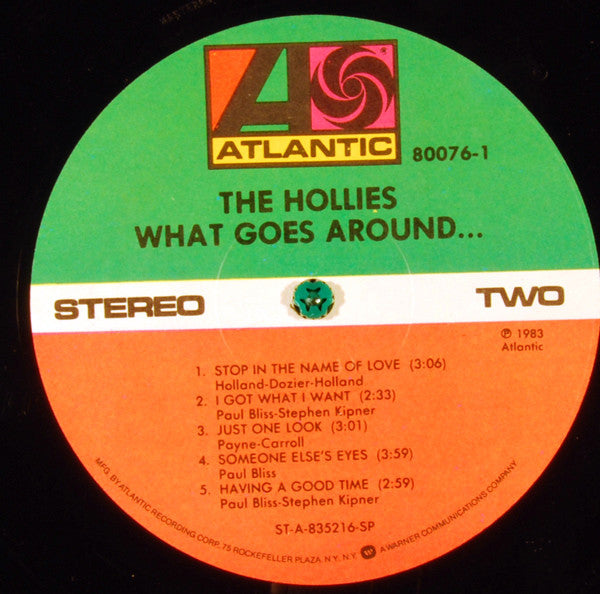 ATLANTIC
80076-1
THE HOLLIES
WHAT GOES AROUND...
STEREO
TWO
℗ 1983
Atlantic
1. STOP IN THE NAME OF LOVE (3:06)
Holland-Dozier-Holland
2. I GOT WHAT I WANT (2:33)
Paul Bliss-Stephen Kipner
3. JUST ONE LOOK (3:01)
Payne-Carroll
4. SOMEONE ELSE'S EYES (3:59)
Paul Bliss
5. HAVING A GOOD TIME (2:59)
Paul Bliss-Stephen Kipner
ST-A-835216-SP
MFG. BY ATLANTIC RECORDING CORP. 75 ROCKEFELLER PLAZA, N.Y. N.Y. A WARNER COMMUNICATIONS COMPANY